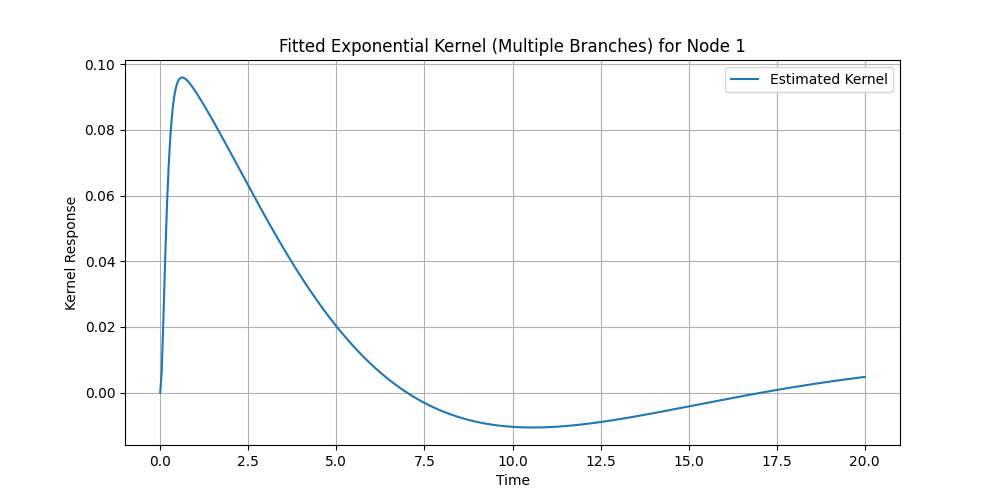 Fitted Exponential Kernel (Multiple Branches) for Node 1
Estimated Kernel
Kernel Response
0.10
0.08
0.06
0.04
0.02
0.00
0.0 2.5 5.0 7.5 10.0 12.5 15.0 17.5 20.0
Time